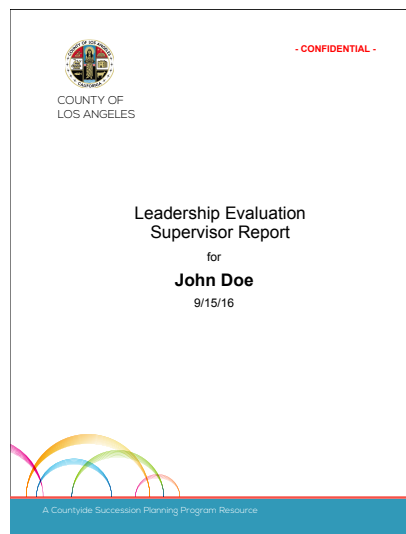 - CONFIDENTIAL -
COUNTY OF
LOS ANGELES
Leadership Evaluation
Supervisor Report
for
John Doe
9/15/16
A Countyide Succession Planning Program Resource